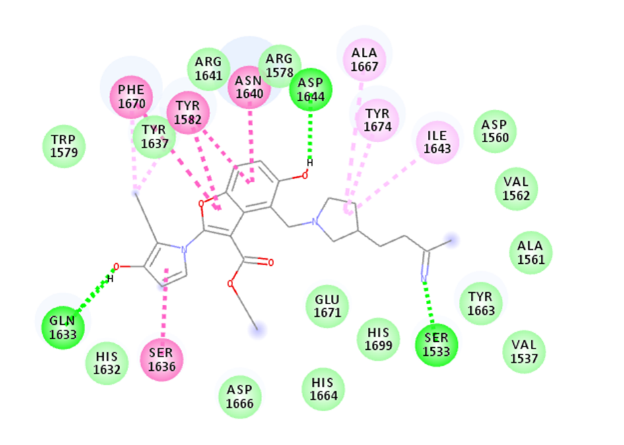 ARG
1641
ARG
1578
ALA
1667
PHE
1670
ASN
1640
ASP
1644
TYR
1582
TYR
1674
TRP
1579
TYR
1637
ILE
1643
ASP
1560
H
O
VAL
1562
O
N
N
ALA
1561
O
H
O
O
N
GLN
1633
GLU
1671
TYR
1663
HIS
1632
SER
1636
HIS
1699
SER
1533
VAL
1537
ASP
1666
HIS
1664